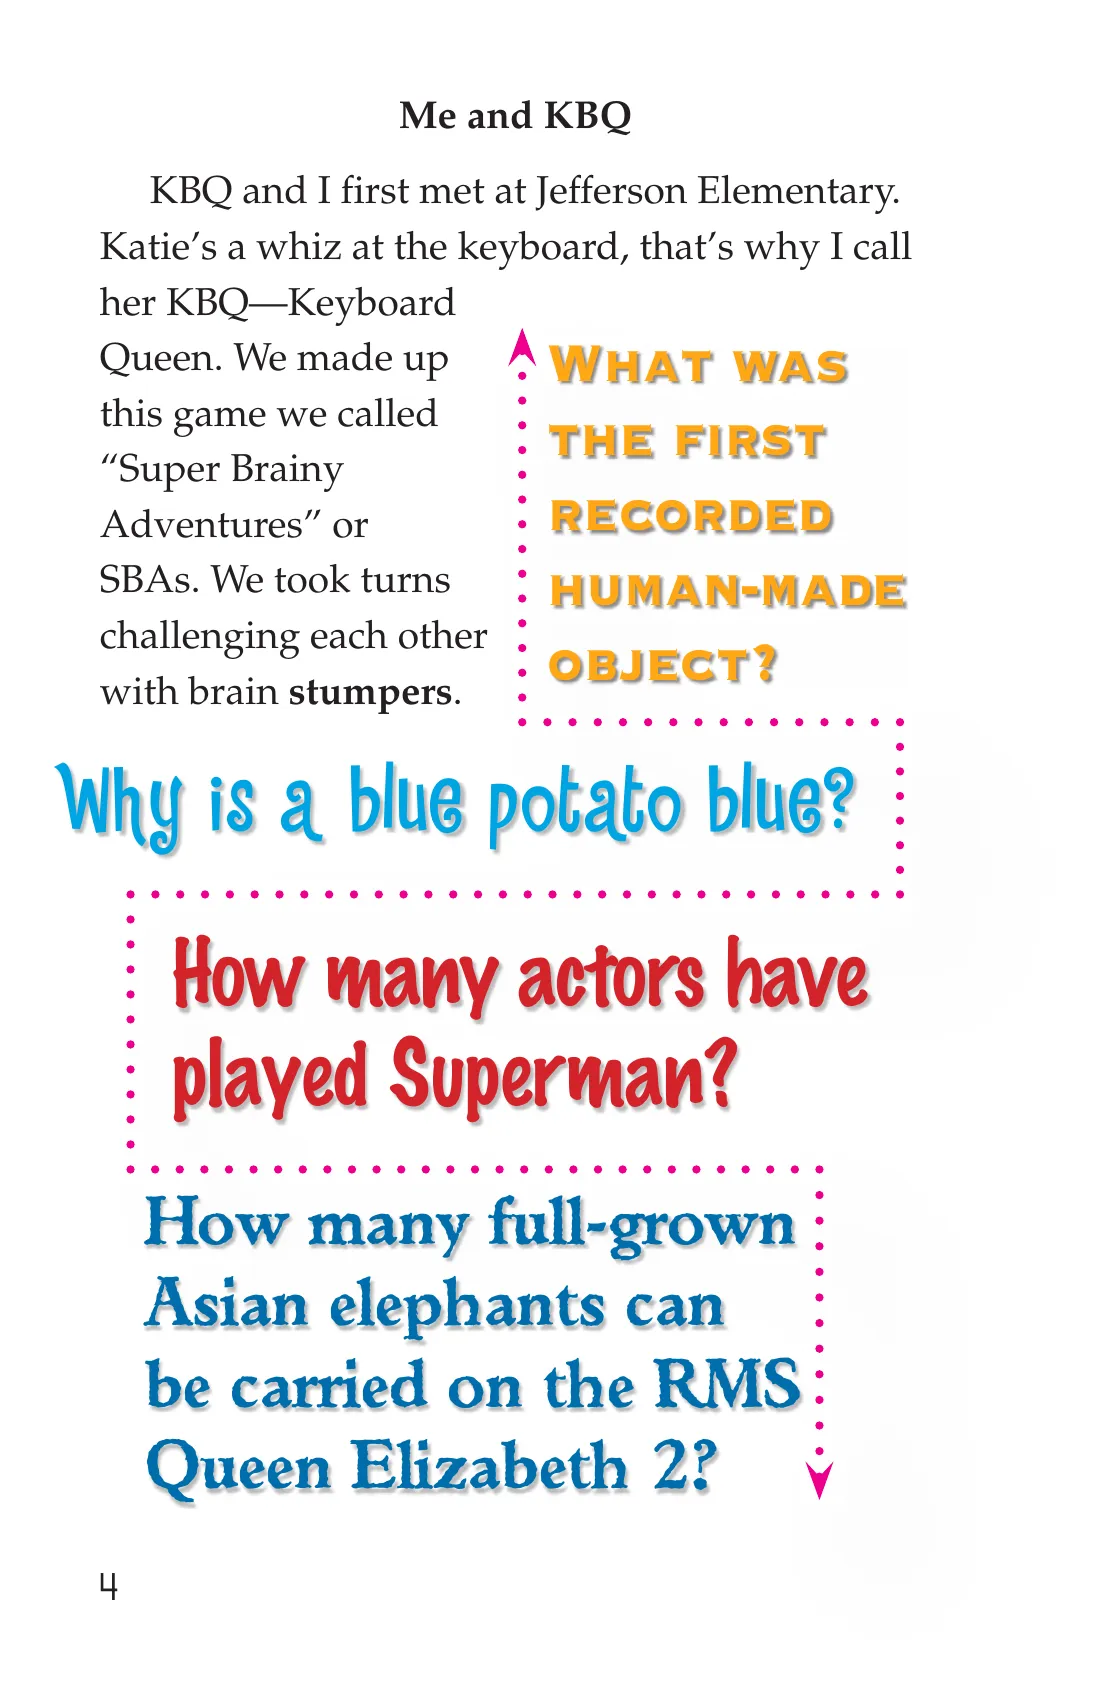 Me and KBQ
KBQ and I first met at Jefferson Elementary.
Katie’s a whiz at the keyboard, that’s why I call
her KBQ—Keyboard
Queen. We made up
this game we called
“Super Brainy
Adventures” or
SBAs. We took turns
challenging each other
with brain stumpers.
WHAT WAS
THE FIRST
RECORDED
HUMAN-MADE
OBJECT?
Why is a blue potato blue?
How many actors have
played Superman?
How many full-grown
Asian elephants can
be carried on the RMS
Queen Elizabeth 2?
4